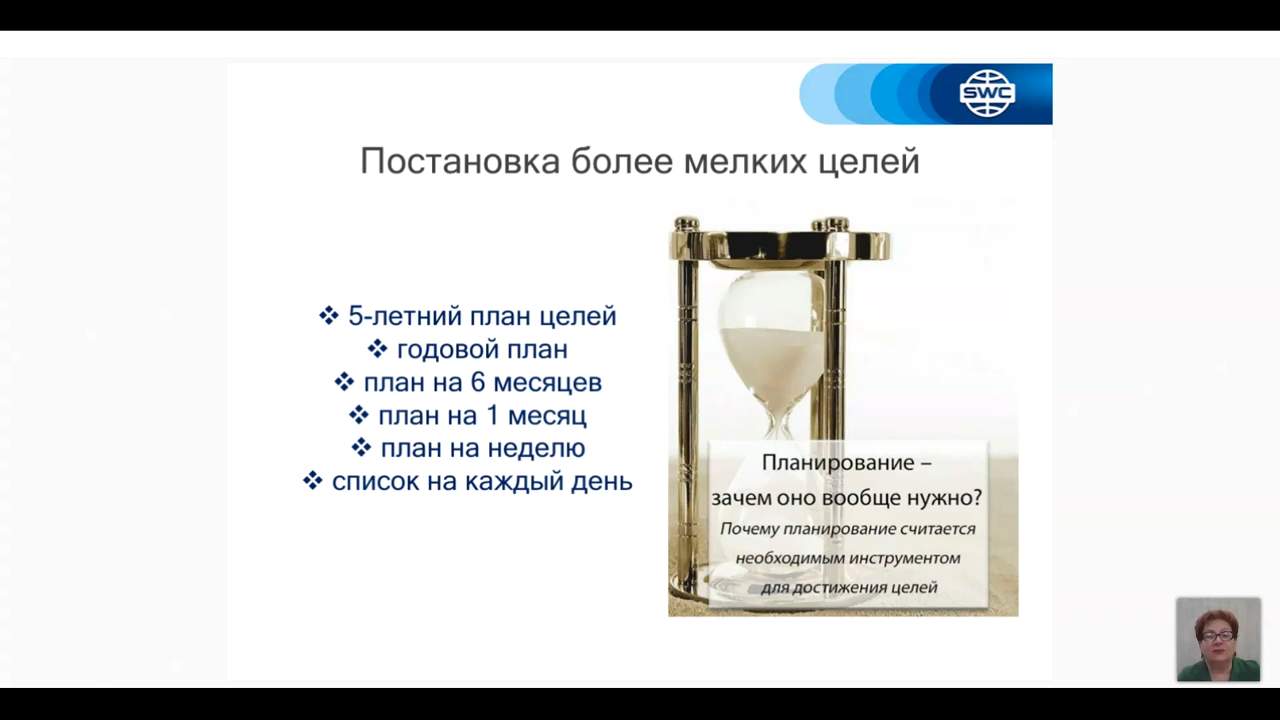 SWC
Постановка более мелких целей
❖ 5-летний план целей
❖ годовой план
❖ план на 6 месяцев
❖ план на 1 месяц
❖ план на неделю
❖ список на каждый день
Планирование –
зачем оно вообще нужно?
Почему планирование считается
необходимым инструментом
для достижения целей